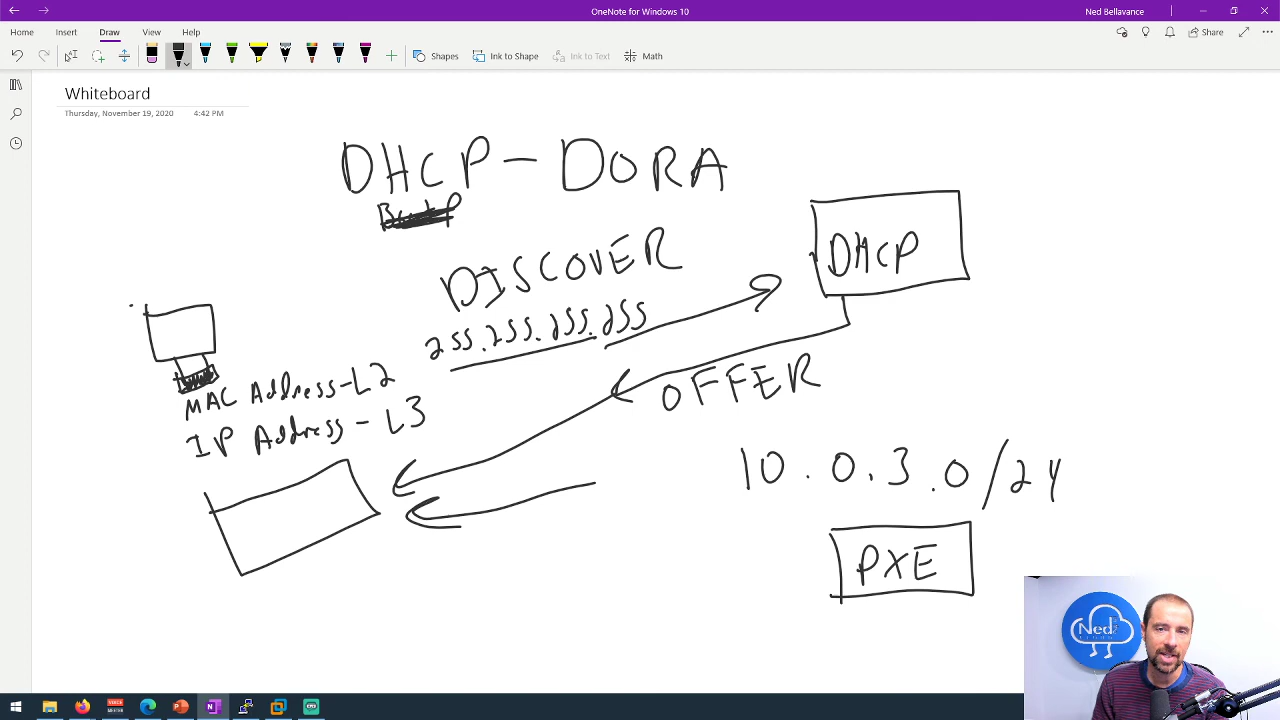 OneNote for Windows 10
Ned Bellavance
Home Insert Draw View Help
Share
Shapes Ink to Shape Ink to Text Math
Whiteboard
Thursday, November 19, 2020 4:42 PM
DHCP - DORA
DHCP
DISCOVER
255.255.255.255
MAC Address-L2
OFFER
IP Address - L3
10.0.3.0/24
PXE
Ned